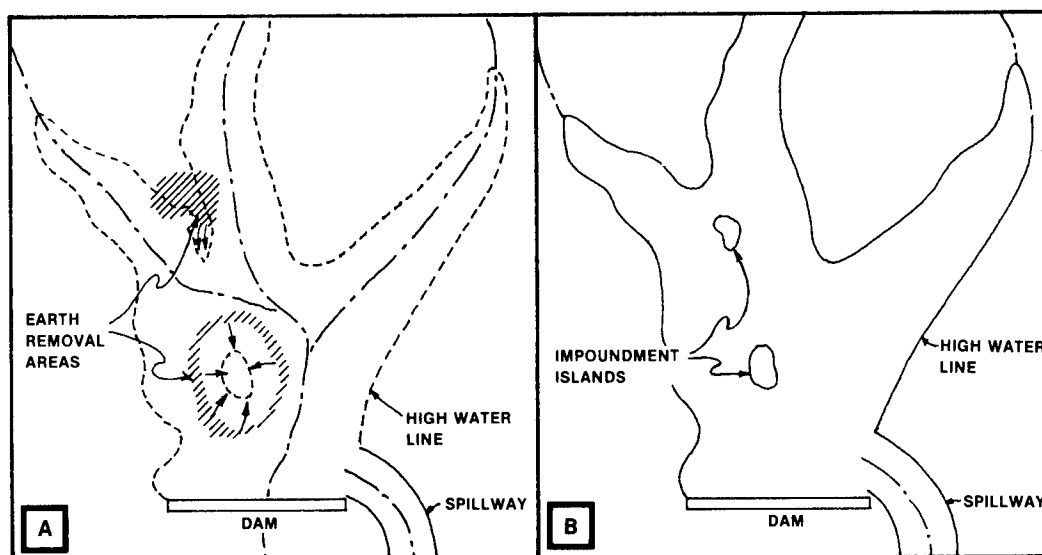 EARTH
REMOVAL
AREAS
HIGH WATER
LINE
SPILLWAY
DAM
A
IMPOUNDMENT
ISLANDS
HIGH WATER
LINE
SPILLWAY
DAM
B